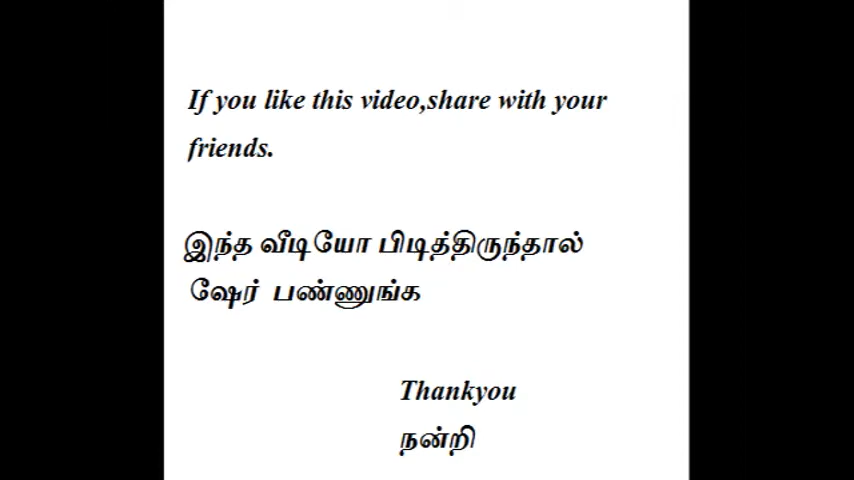 If you like this video,share with your
friends.
இந்த வீடியோ பிடித்திருந்தால்
ஷேர் பண்ணுங்க
Thankyou
நன்றி